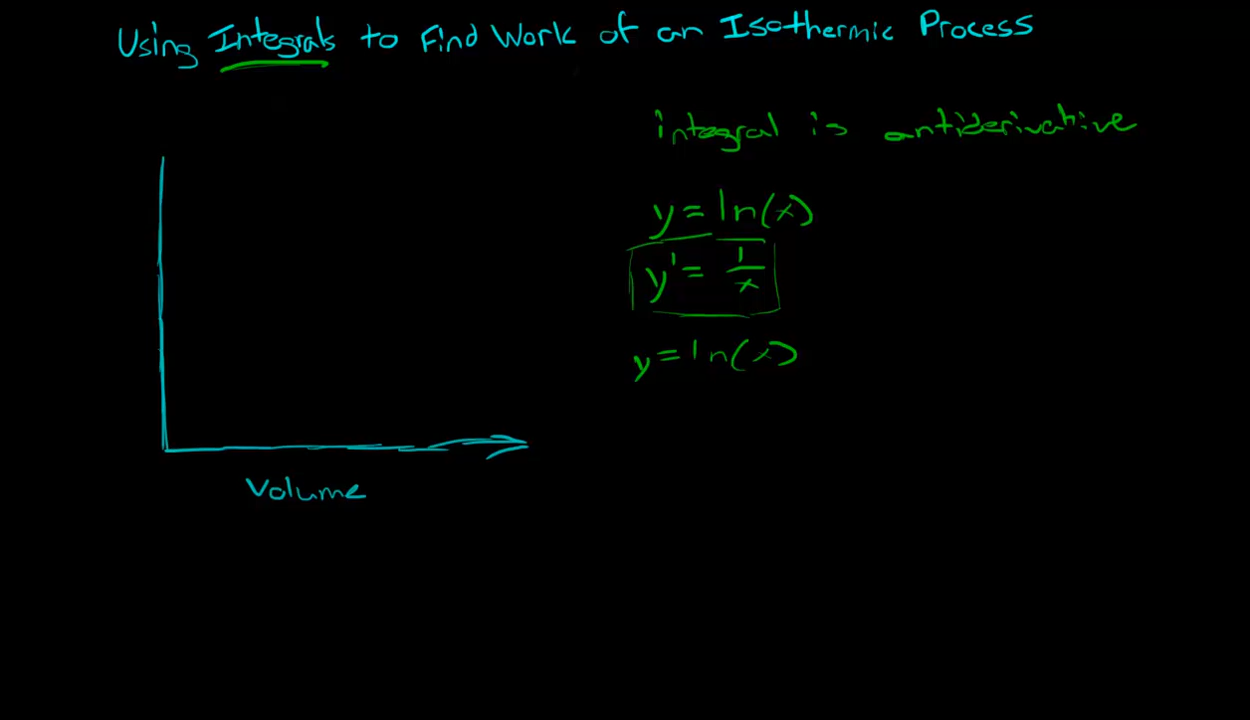 Using Integrals to Find Work of an Isothermic Process
integral is antiderivative
y = ln(x)
y' = 1/x
y = ln(x)
Volume